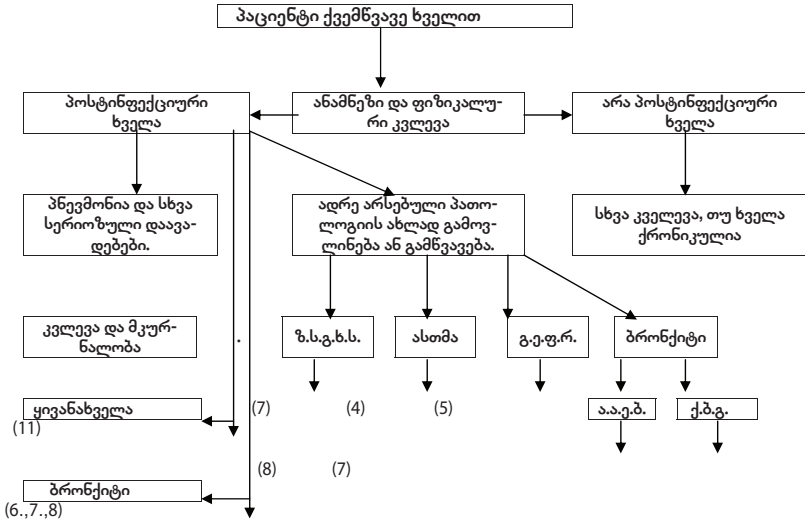 პაციენტი ქვემწვავე ხველით
პოსტინფექციური
ხველა
ანამნეზი და ფიზიკალუ-
რი კვლევა
არა პოსტინფექციური
ხველა
პნევმონია და სხვა
სერიოზული დაავა-
დებები.
ადრე არსებული პათო-
ლოგიის ახლად გამოვ-
ლინება ან გამწვავება.
სხვა კველევა, თუ ხველა
ქრონიკულია
კვლევა და მკურ-
ნალობა
.
ზ.ს.გ.ხ.ს.
ასთმა
გ.ე.ფ.რ.
ბრონქიტი
ყივანახველა
(11)
(7)
(4)
(5)
ა.ა.ე.ბ.
ქ.ბ.გ.
(8)
(7)
ბრონქიტი
(6.,7.,8)